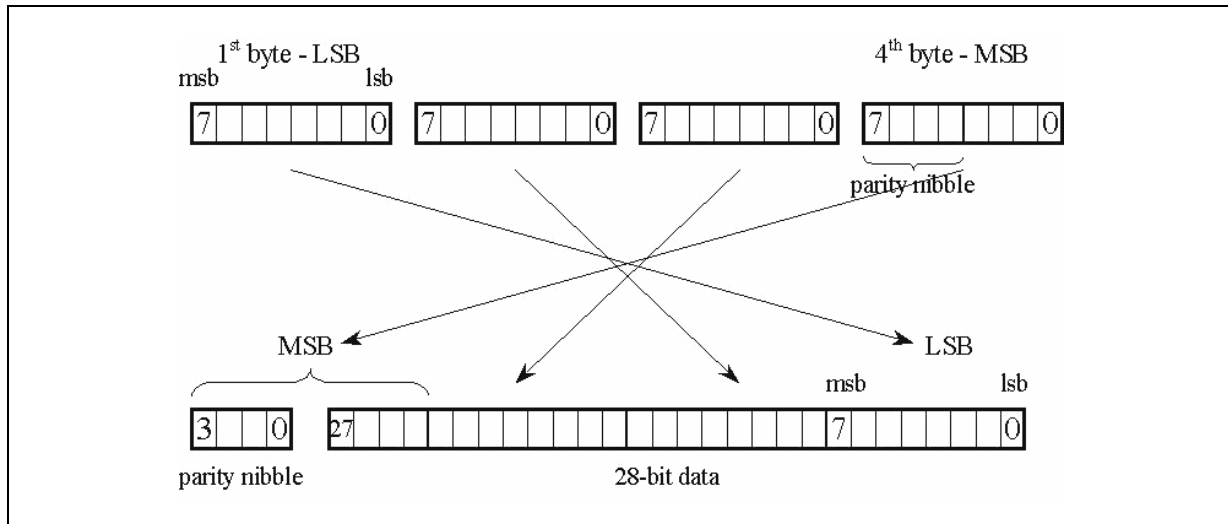 1st byte - LSB 4th byte - MSB
msb lsb
7 0 7 0 7 0 7 0
parity nibble
MSB LSB
msb lsb
3 0 27 7 0
parity nibble 28-bit data